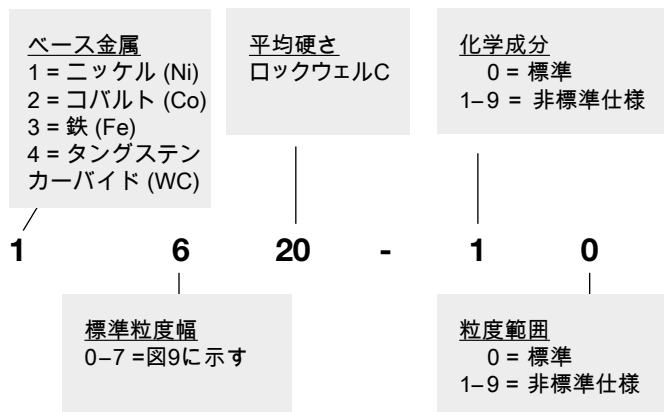 ベース金属
1 = ニッケル (Ni)
2 = コバルト (Co)
3 = 鉄 (Fe)
4 = タングステン
カーバイド (WC)
平均硬さ
ロックウェルC
化学成分
0 = 標準
1–9 = 非標準仕様
1 6 20 - 1 0
標準粒度幅
0–7 =図9に示す
粒度範囲
0 = 標準
1–9 = 非標準仕様